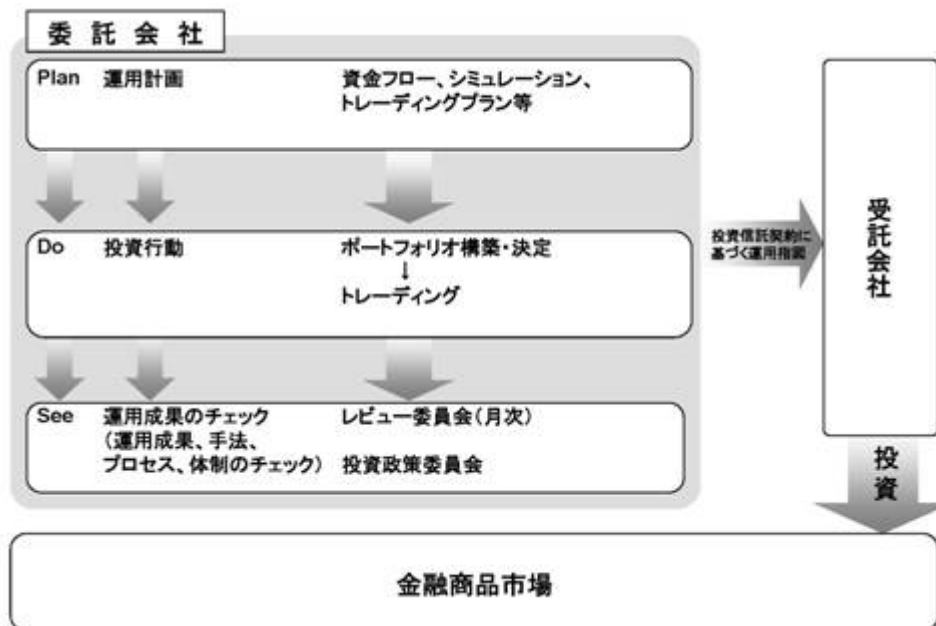 委託会社
Plan 運用計画 資金フロー、シミュレーション、
トレーディングプラン等
Do 投資行動 ポートフォリオ構築・決定
↓
トレーディング
See 運用成果のチェック レビュー委員会(月次)
(運用成果、手法、
プロセス、体制のチェック) 投資政策委員会
投資信託契約に
基づく運用指図
受託会社
投資
金融商品市場